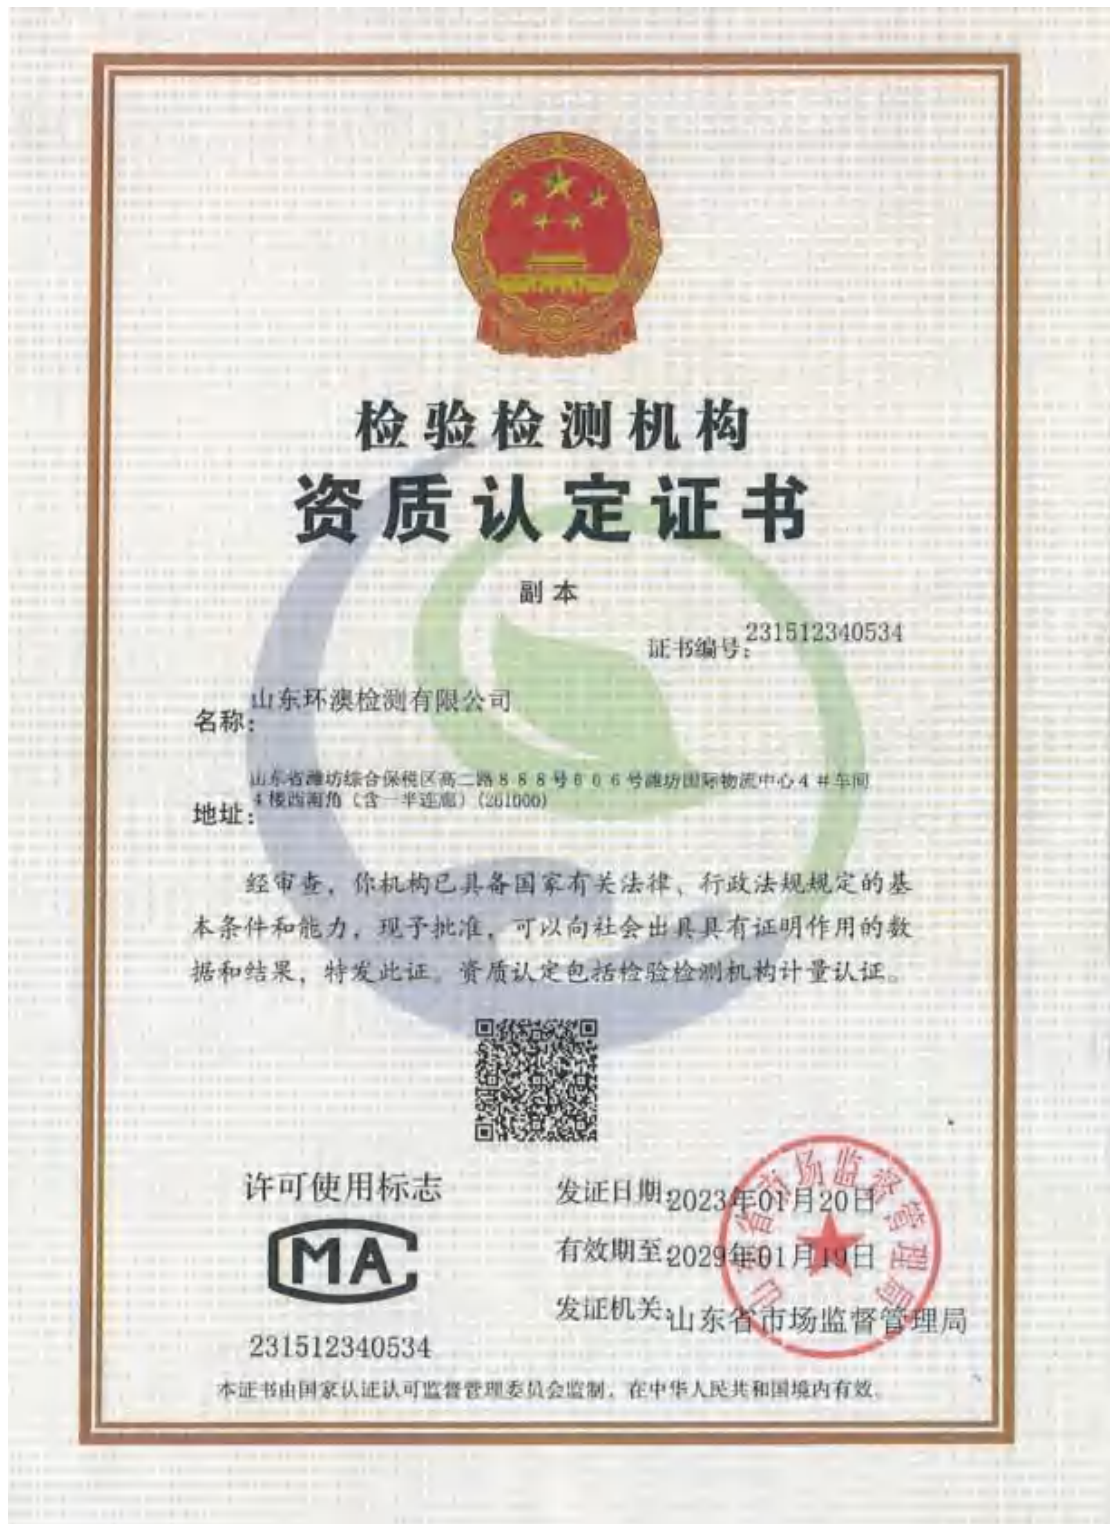 检验检测机构
资质认定证书
副本
证书编号:231512340534
名称:山东环澳检测有限公司
地址:山东省潍坊综合保税区高二路888号606号潍坊国际物流中心4#车间
4楼西南角(含一半连廊)(261000)
经审查,你机构已具备国家有关法律、行政法规规定的基
本条件和能力,现予批准,可以向社会出具具有证明作用的数
据和结果,特发此证。资质认定包括检验检测机构计量认证。
许可使用标志
MA
231512340534
发证日期:2023年01月20日
有效期至:2029年01月19日
发证机关:山东省市场监督管理局
山东省市场监督管理局
本证书由国家认证认可监督管理委员会监制,在中华人民共和国境内有效。